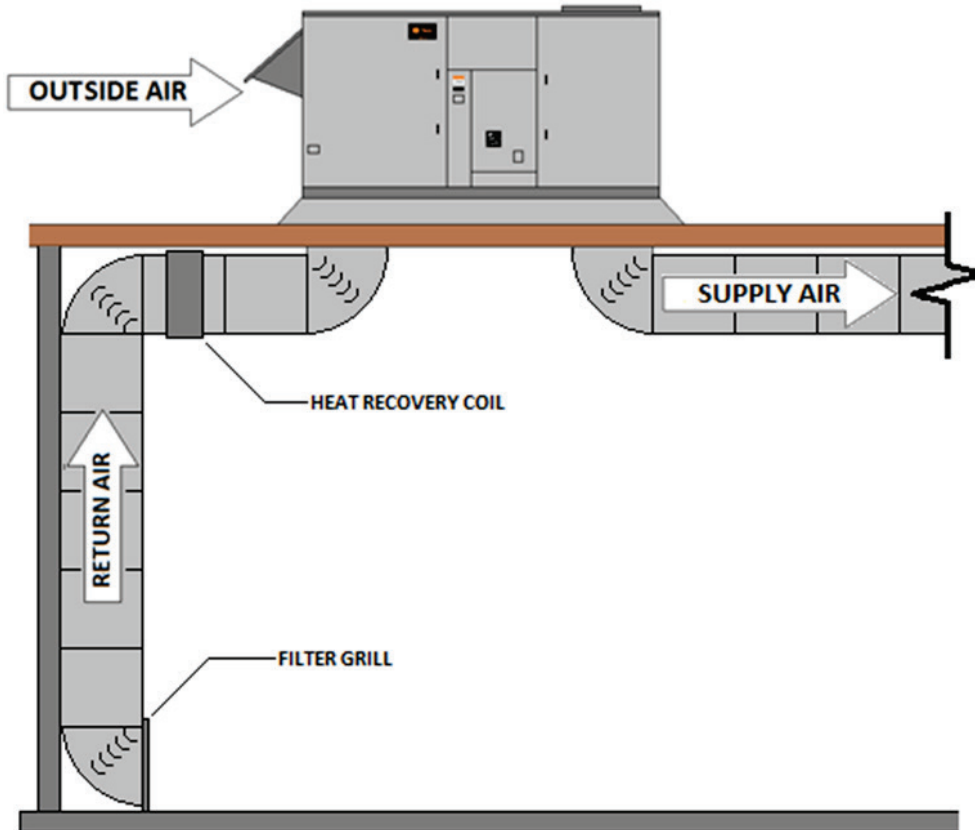 OUTSIDE AIR
SUPPLY AIR
HEAT RECOVERY COIL
RETURN AIR
FILTER GRILL